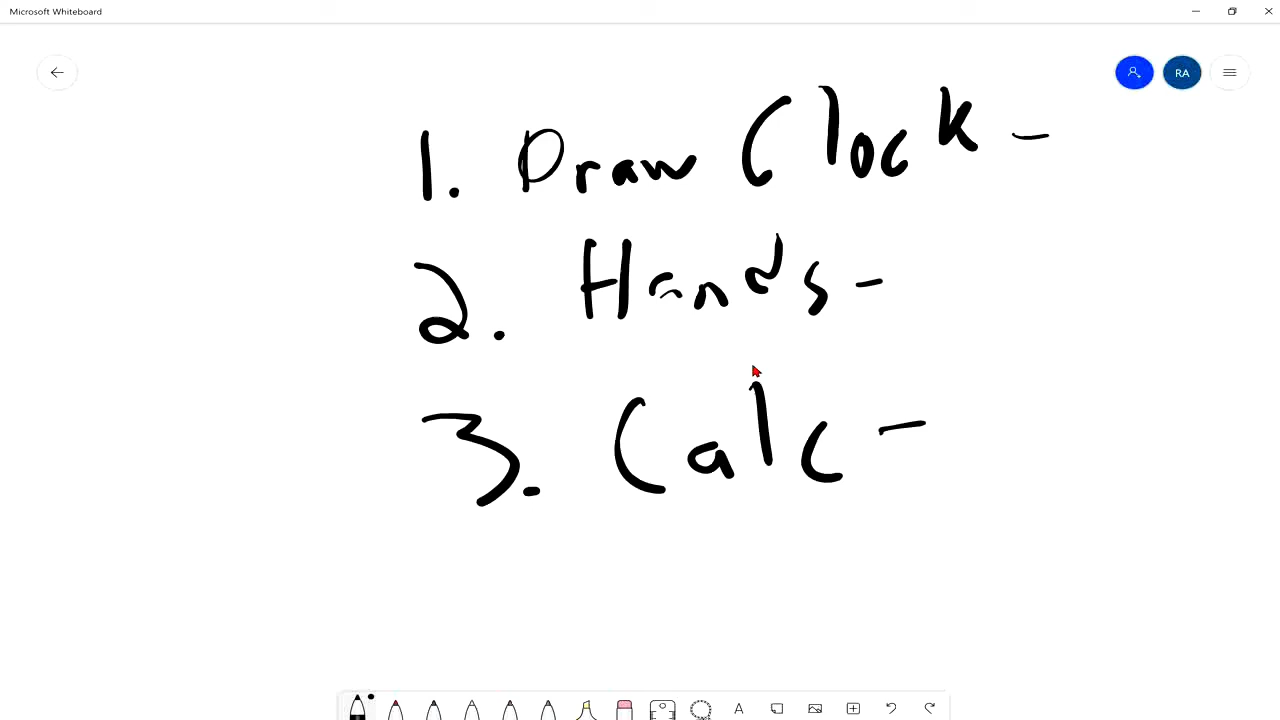 Microsoft Whiteboard
RA
1. Draw Clock -
2. Hands -
3. Calc -
A